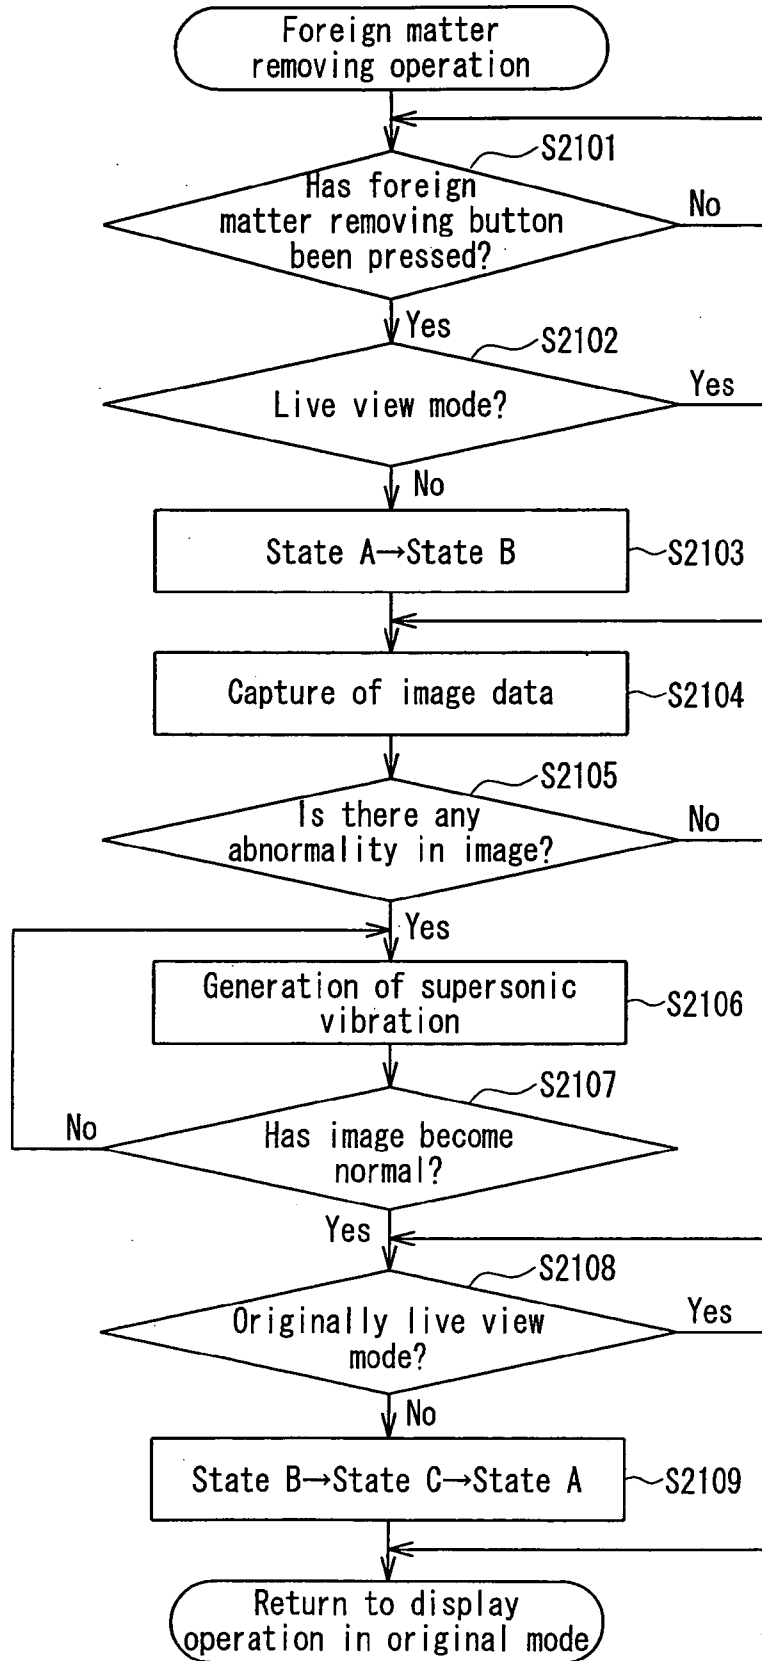 Foreign matter
removing operation
S2101
Has foreign
matter removing button
been pressed?
No
Yes
S2102
Live view mode?
Yes
No
State A→State B
S2103
Capture of image data
S2104
S2105
Is there any
abnormality in image?
No
Yes
Generation of supersonic
vibration
S2106
S2107
No
Has image become
normal?
Yes
S2108
Originally live view
mode?
Yes
No
State B→State C→State A
S2109
Return to display
operation in original mode